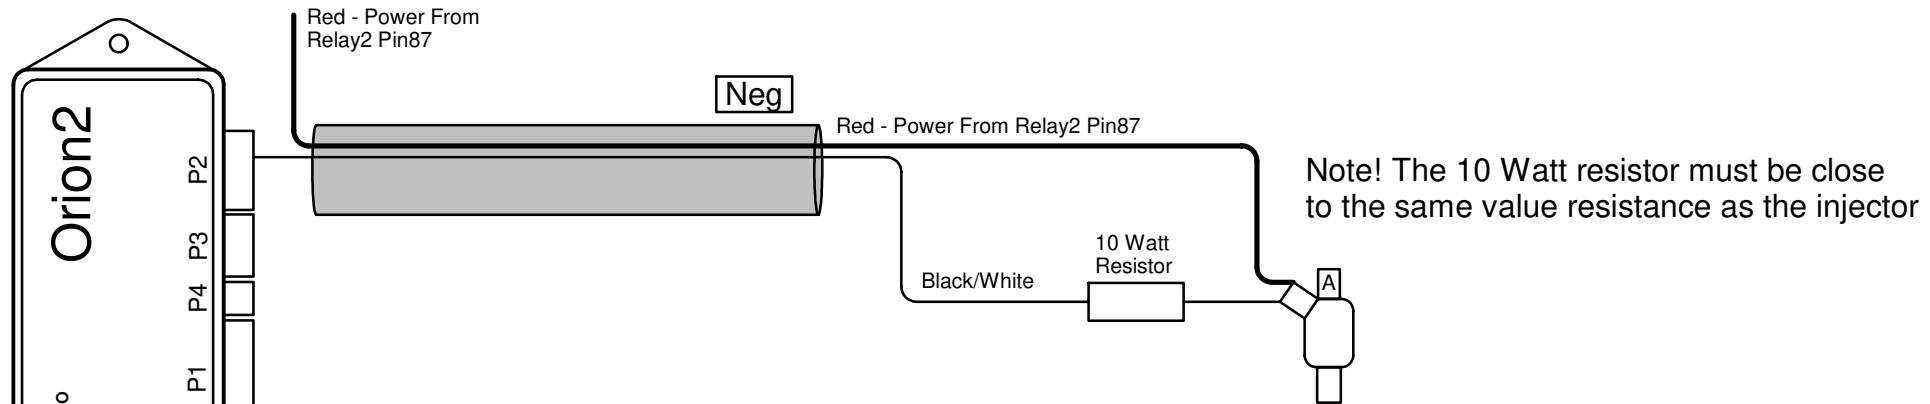 Red - Power From
Relay2 Pin87
Neg
Red - Power From Relay2 Pin87
Note! The 10 Watt resistor must be close
to the same value resistance as the injector
10 Watt
Resistor
Black/White
A
Orion2
P2
P3
P4
P1